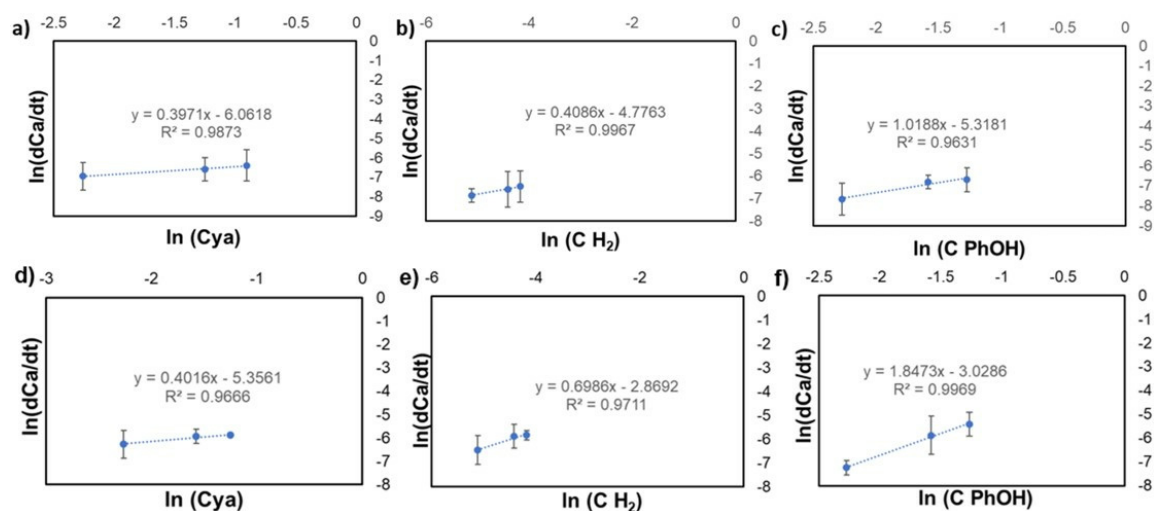 a)
-2.5 -2 -1.5 -1 -0.5 0
0
-1
-2
-3
-4
-5
-6
-7
-8
-9
ln(dCa/dt)
y = 0.3971x - 6.0618
R² = 0.9873
ln (Cya)
b)
-6 -4 -2 0
0
-1
-2
-3
-4
-5
-6
-7
-8
ln(dCa/dt)
y = 0.4086x - 4.7763
R² = 0.9967
ln (C H₂)
c)
-2.5 -2 -1.5 -1 -0.5 0
0
-1
-2
-3
-4
-5
-6
-7
-8
-9
ln(dCa/dt)
y = 1.0188x - 5.3181
R² = 0.9631
ln (C PhOH)
d)
-3 -2 -1 0
0
-1
-2
-3
-4
-5
-6
-7
-8
ln(dCa/dt)
y = 0.4016x - 5.3561
R² = 0.9666
ln (Cya)
e)
-6 -4 -2 0
0
-1
-2
-3
-4
-5
-6
-7
-8
ln(dCa/dt)
y = 0.6986x - 2.8692
R² = 0.9711
ln (C H₂)
f)
-2.5 -2 -1.5 -1 -0.5 0
0
-1
-2
-3
-4
-5
-6
-7
-8
ln(dCa/dt)
y = 1.8473x - 3.0286
R² = 0.9969
ln (C PhOH)